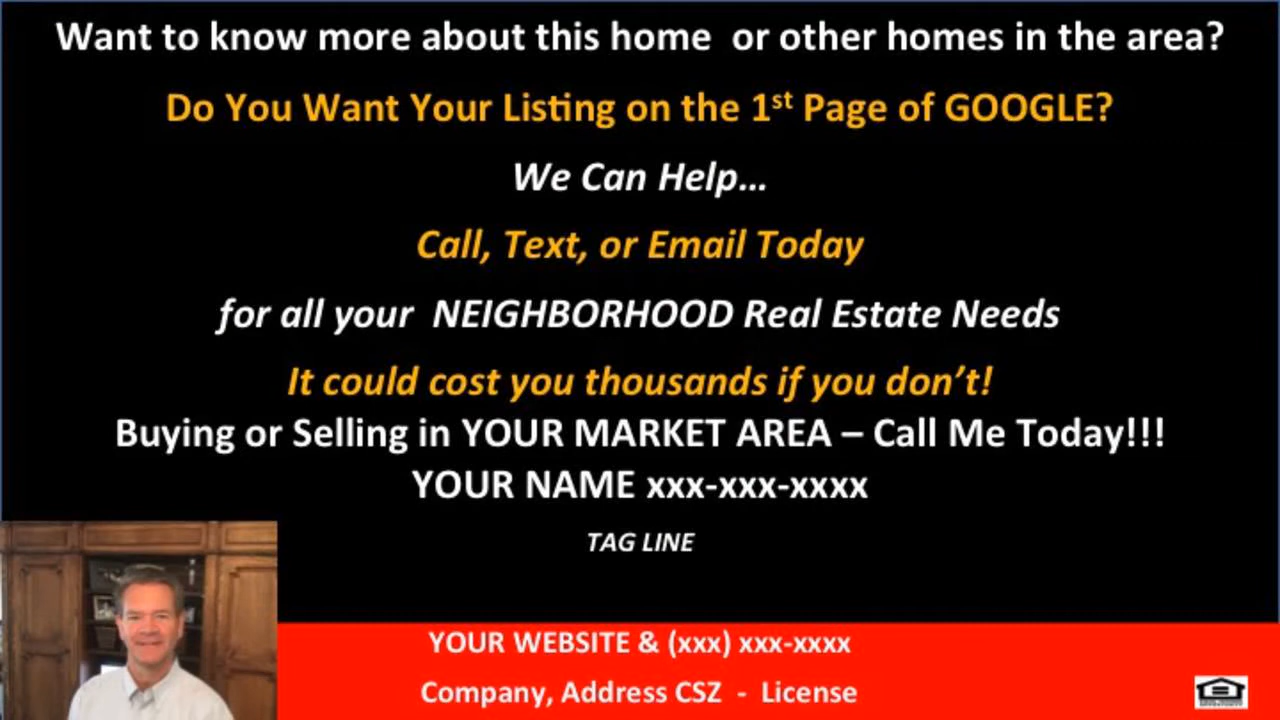 Want to know more about this home  or other homes in the area?
Do You Want Your Listing on the 1st Page of GOOGLE?
We Can Help...
Call, Text, or Email Today
for all your  NEIGHBORHOOD Real Estate Needs
It could cost you thousands if you don't!
Buying or Selling in YOUR MARKET AREA – Call Me Today!!!
YOUR NAME xxx-xxx-xxxx
TAG LINE
YOUR WEBSITE & (xxx) xxx-xxxx
Company, Address CSZ  -  License